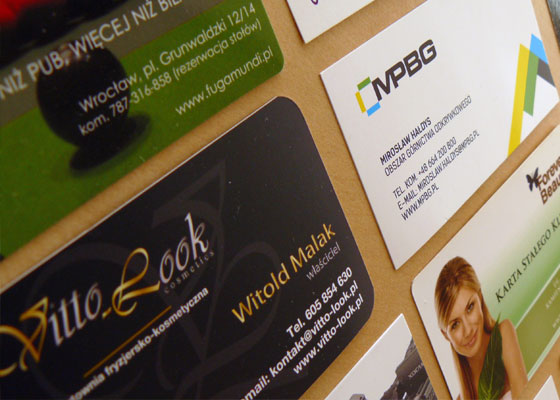 NIŻ PUB, WIĘCEJ NIŻ
Wrocław, pl. Grunwaldzki 12/14
kom. 787-316-858 (rezerwacja stołów)
www.fugamundi.pl
MPBG
MIROSŁAW HAŁDYS
OBSZAR GÓRNICTWA ODKRYWKOWEGO
TEL. KOM. +48 664 200 800
E-MAIL: MIROSLAW.HALDYS@MPBG.PL
WWW.MPBG.PL
Vitto-Look
cosmetics
fryzjersko-kosmetyczna
Witold Malak
właściciel
Tel. 605 854 630
kontakt@vitto-look.pl
www.vitto-look.pl
KARTA STAŁEGO